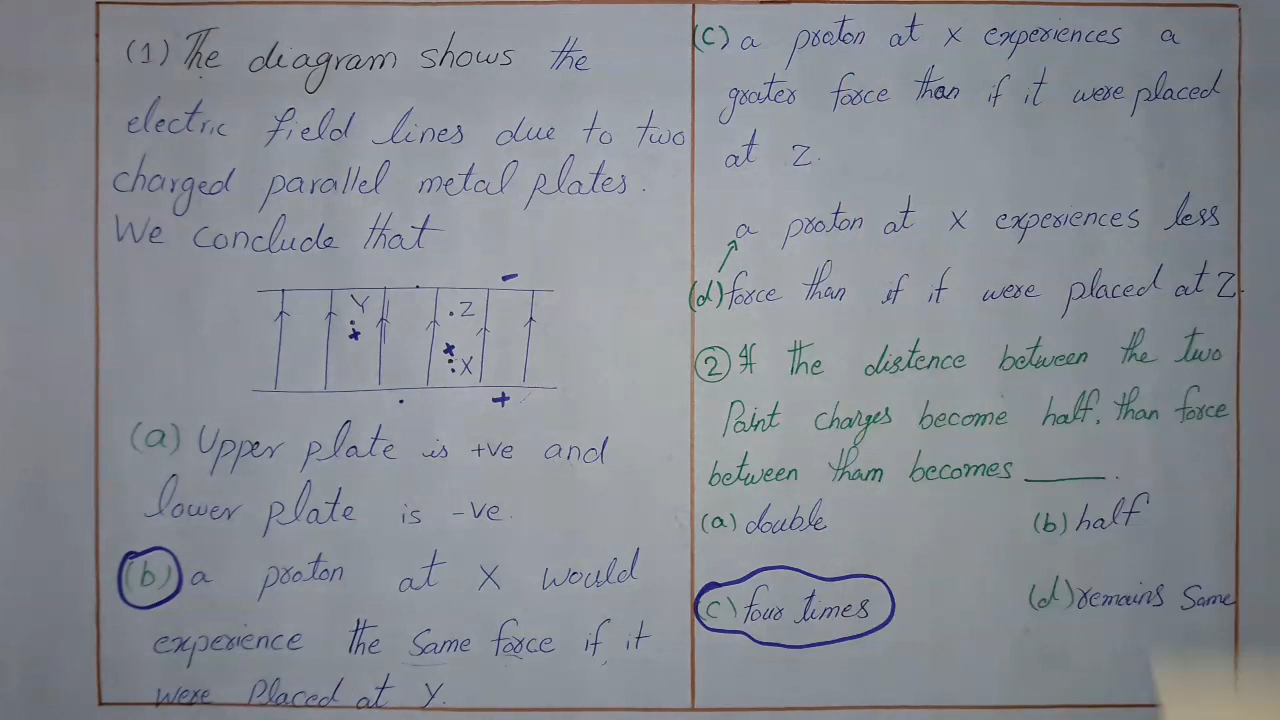 (1) The diagram shows the
electric field lines due to two
charged parallel metal plates.
We conclude that
-
Y
.Z
+
+
X
+
(a) Upper plate is +ve and
lower plate is -ve.
(b) a proton at X would
experience the same force if it
were placed at Y.
(c) a proton at X experiences a
grater force than if it were placed
at Z.
a proton at X experiences less
(d) force than if it were placed at Z.
② If the distence between the two
Point charges become half, than force
between tham becomes ____.
(a) double (b) half
(c) four times (d) remains same